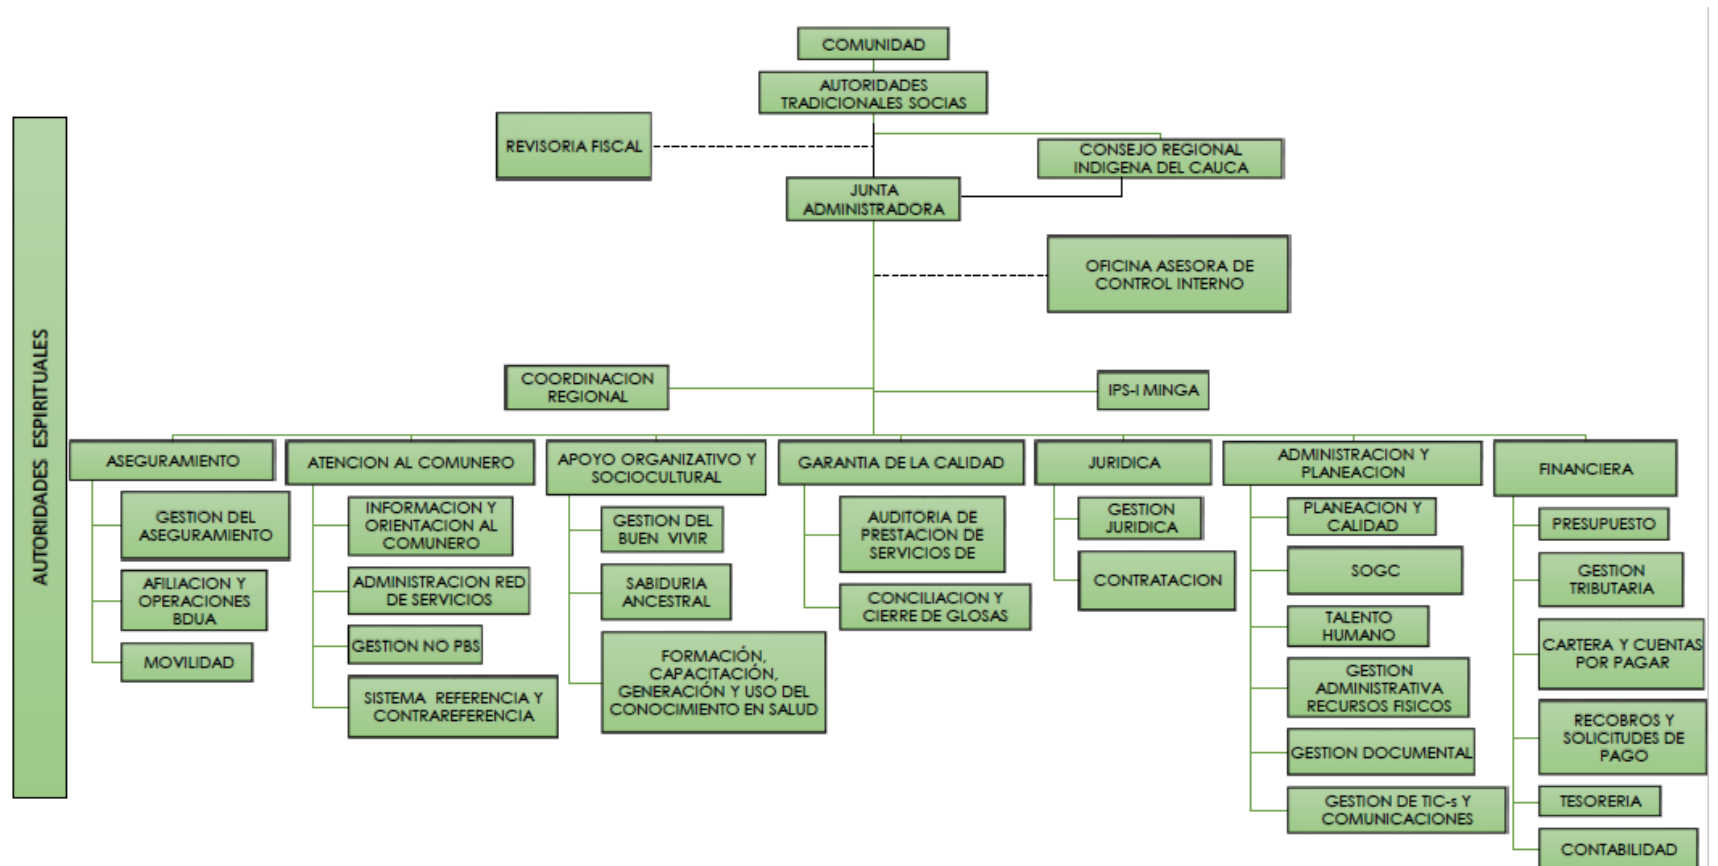 COMUNIDAD
AUTORIDADES
TRADICIONALES SOCIAS
REVISORIA FISCAL
CONSEJO REGIONAL
INDIGENA DEL CAUCA
JUNTA
ADMINISTRADORA
OFICINA ASESORA DE
CONTROL INTERNO
COORDINACION
REGIONAL
IPS-I MINGA
AUTORIDADES ESPIRITUALES
ASEGURAMIENTO
GESTION DEL
ASEGURAMIENTO
AFILIACION Y
OPERACIONES
BDUA
MOVILIDAD
ATENCION AL COMUNERO
INFORMACION Y
ORIENTACION AL
COMUNERO
ADMINISTRACION RED
DE SERVICIOS
GESTION NO PBS
SISTEMA REFERENCIA Y
CONTRAREFERENCIA
APOYO ORGANIZATIVO Y
SOCIOCULTURAL
GESTION DEL
BUEN VIVIR
SABIDURIA
ANCESTRAL
FORMACIÓN,
CAPACITACIÓN,
GENERACIÓN Y USO DEL
CONOCIMIENTO EN SALUD
GARANTIA DE LA CALIDAD
AUDITORIA DE
PRESTACION DE
SERVICIOS DE
CONCILIACION Y
CIERRE DE GLOSAS
JURIDICA
GESTION
JURIDICA
CONTRATACION
ADMINISTRACION Y
PLANEACION
PLANEACION Y
CALIDAD
SOGC
TALENTO
HUMANO
GESTION
ADMINISTRATIVA
RECURSOS FISICOS
GESTION DOCUMENTAL
GESTION DE TIC-s Y
COMUNICACIONES
FINANCIERA
PRESUPUESTO
GESTION
TRIBUTARIA
CARTERA Y CUENTAS
POR PAGAR
RECOBROS Y
SOLICITUDES DE
PAGO
TESORERIA
CONTABILIDAD